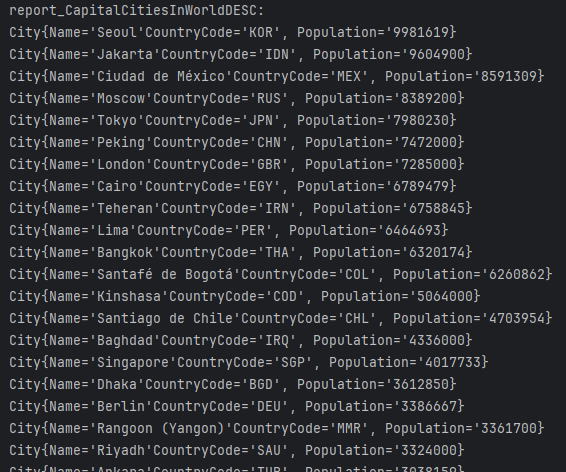 report_CapitalCitiesInWorldDESC:
City{Name='Seoul'CountryCode='KOR', Population='9981619}
City{Name='Jakarta'CountryCode='IDN', Population='9604900}
City{Name='Ciudad de México'CountryCode='MEX', Population='8591309}
City{Name='Moscow'CountryCode='RUS', Population='8389200}
City{Name='Tokyo'CountryCode='JPN', Population='7980230}
City{Name='Peking'CountryCode='CHN', Population='7472000}
City{Name='London'CountryCode='GBR', Population='7285000}
City{Name='Cairo'CountryCode='EGY', Population='6789479}
City{Name='Teheran'CountryCode='IRN', Population='6758845}
City{Name='Lima'CountryCode='PER', Population='6464693}
City{Name='Bangkok'CountryCode='THA', Population='6320174}
City{Name='Santafé de Bogotá'CountryCode='COL', Population='6260862}
City{Name='Kinshasa'CountryCode='COD', Population='5064000}
City{Name='Santiago de Chile'CountryCode='CHL', Population='4703954}
City{Name='Baghdad'CountryCode='IRQ', Population='4336000}
City{Name='Singapore'CountryCode='SGP', Population='4017733}
City{Name='Dhaka'CountryCode='BGD', Population='3612850}
City{Name='Berlin'CountryCode='DEU', Population='3386667}
City{Name='Rangoon (Yangon)'CountryCode='MMR', Population='3361700}
City{Name='Riyadh'CountryCode='SAU', Population='3324000}
City{Name='Ankara'CountryCode='TUR', Population='3038159}